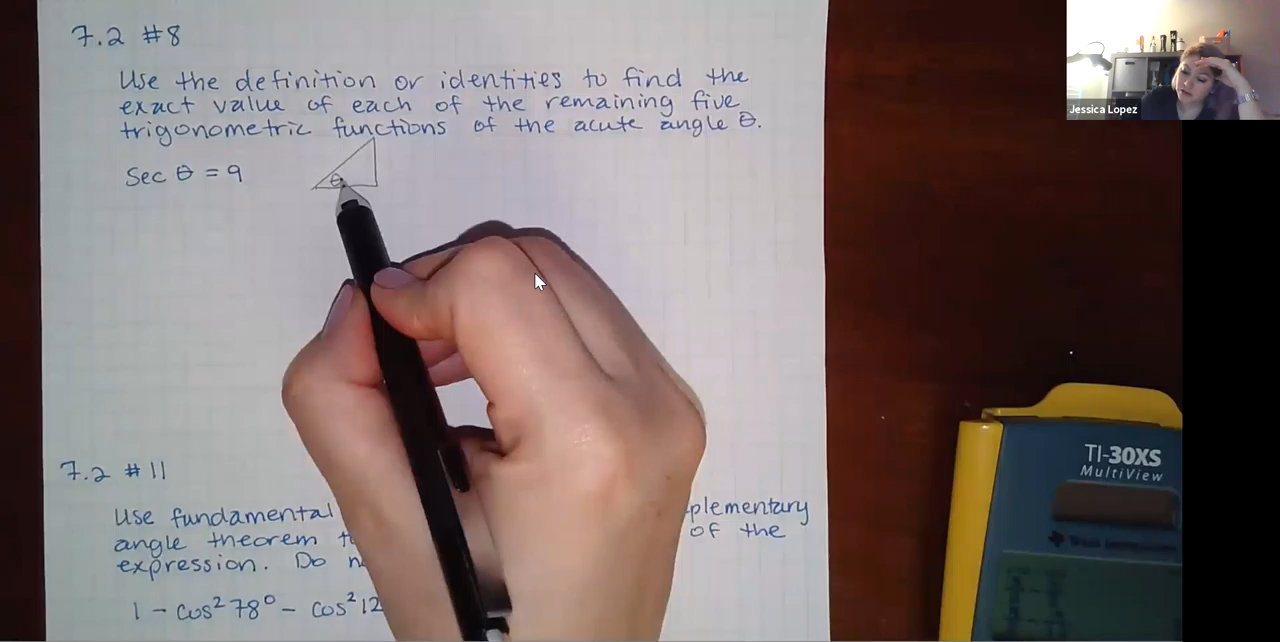 7.2 #8
Use the definition or identities to find the
exact value of each of the remaining five
trigonometric functions of the acute angle θ.
Sec θ = 9
θ
7.2 #11
Use fundamental
plementary
angle theorem
of the
expression. Do
1 - cos² 78° - cos² 12
Jessica Lopez
TI-30XS
MultiView